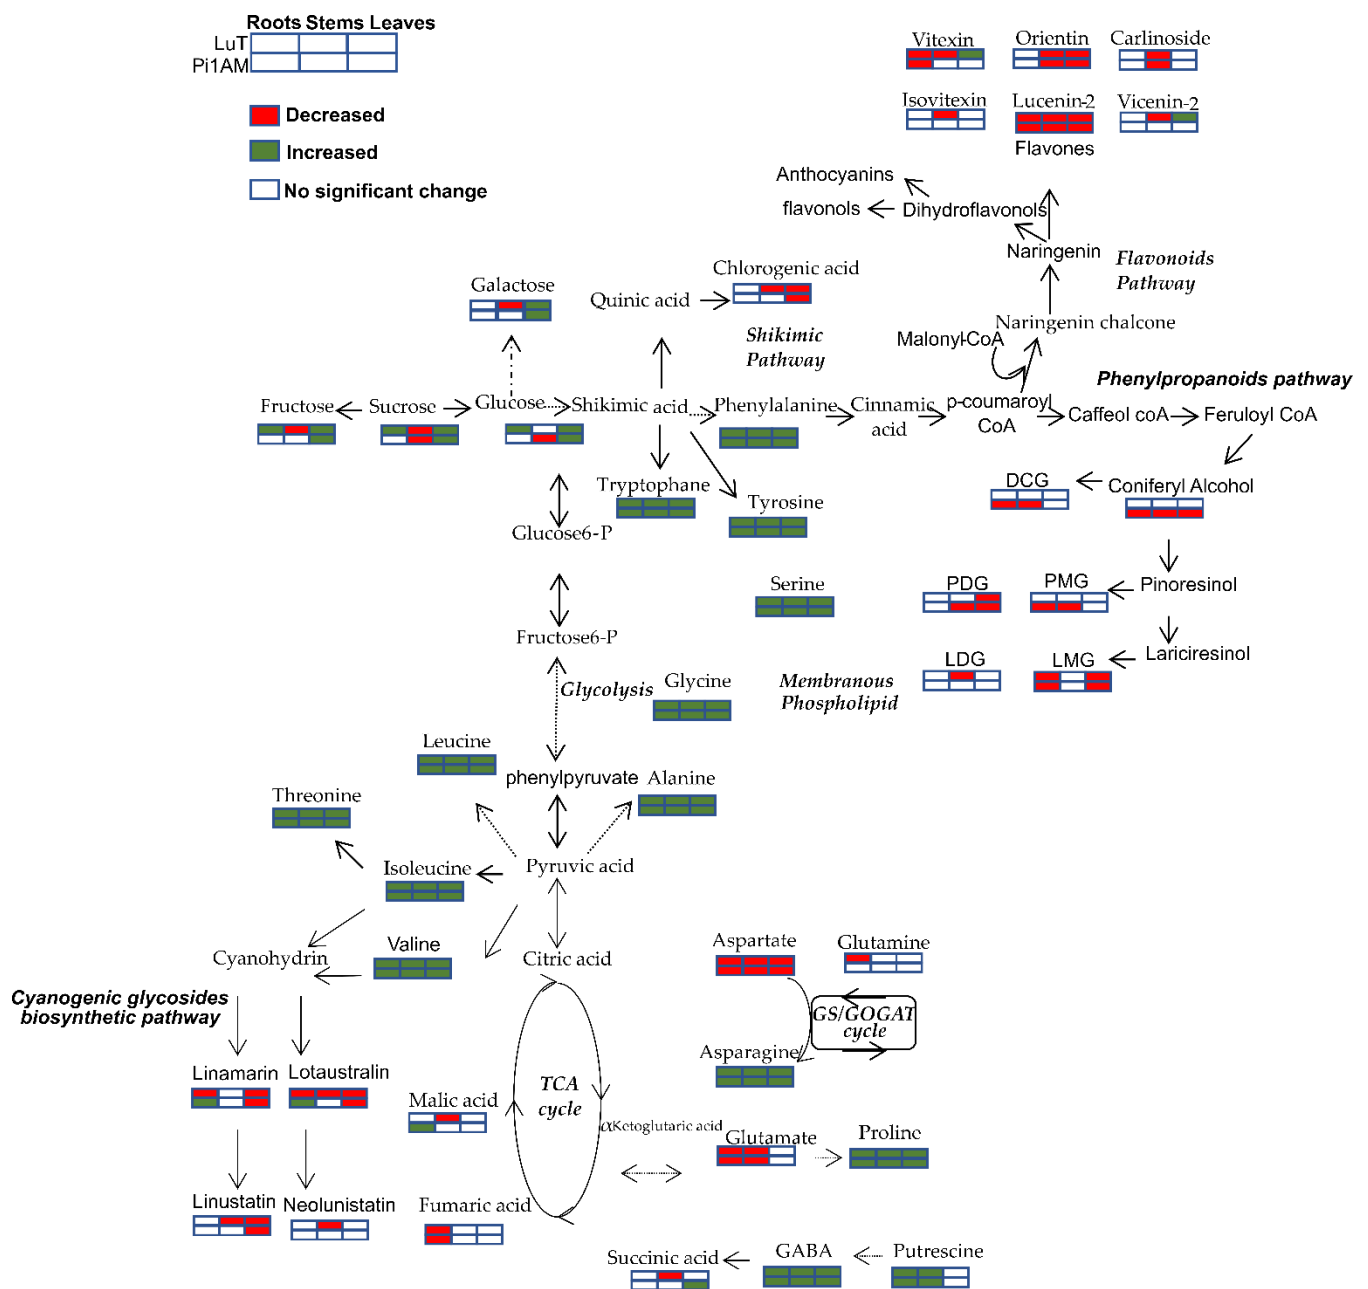 Roots Stems Leaves
LuT
Pi1AM
Decreased
Increased
No significant change
Vitexin
Orientin
Carlinoside
Isovitexin
Lucenin-2
Vicenin-2
Flavones
Anthocyanins
flavonols
Dihydroflavonols
Naringenin
Flavonoids
Pathway
Chlorogenic acid
Galactose
Quinic acid
Naringenin chalcone
Malonyl-CoA
Shikimic
Pathway
Phenylpropanoids pathway
Fructose
Sucrose
Glucose
Shikimic acid
Phenylalanine
Cinnamic
acid
p-coumaroyl
CoA
Caffeol coA
Feruloyl CoA
Tryptophane
Tyrosine
DCG
Coniferyl Alcohol
Glucose6-P
Serine
PDG
PMG
Pinoresinol
Fructose6-P
LDG
LMG
Lariciresinol
Glycolysis
Glycine
Membranous
Phospholipid
Leucine
phenylpyruvate
Alanine
Threonine
Isoleucine
Pyruvic acid
Cyanohydrin
Valine
Citric acid
Aspartate
Glutamine
Cyanogenic glycosides
biosynthetic pathway
GS/GOGAT
cycle
Asparagine
Linamarin
Lotaustralin
Malic acid
TCA
cycle
αKetoglutaric acid
Glutamate
Proline
Linustatin
Neolunistatin
Fumaric acid
Succinic acid
GABA
Putrescine